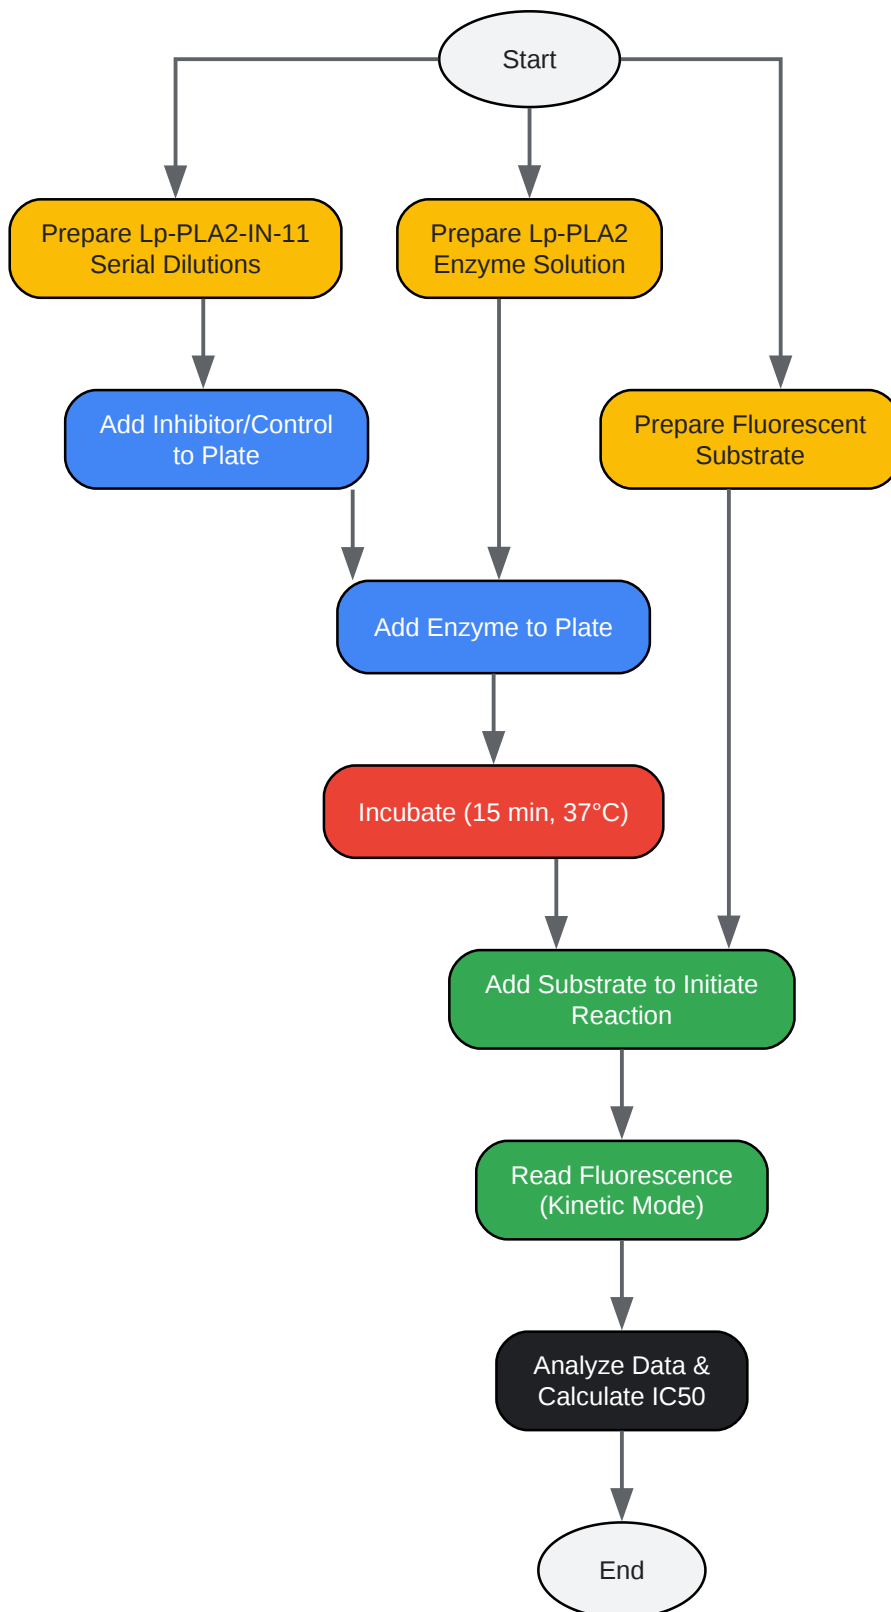 Start
Prepare Lp-PLA2-IN-11
Serial Dilutions
Prepare Lp-PLA2
Enzyme Solution
Add Inhibitor/Control
to Plate
Prepare Fluorescent
Substrate
Add Enzyme to Plate
Incubate (15 min, 37°C)
Add Substrate to Initiate
Reaction
Read Fluorescence
(Kinetic Mode)
Analyze Data &
Calculate IC50
End